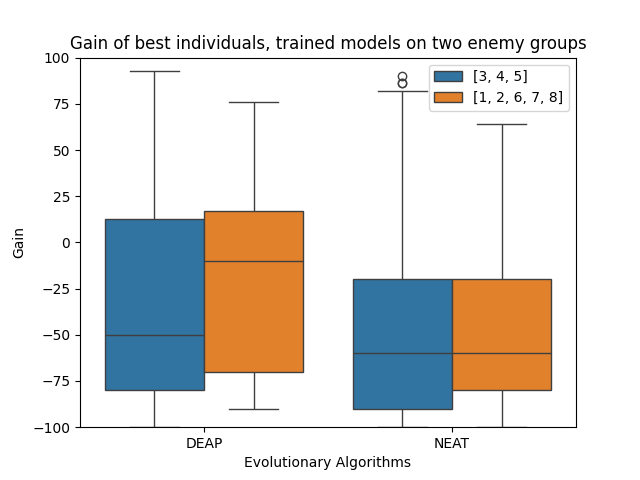 Gain of best individuals, trained models on two enemy groups
[3, 4, 5]
[1, 2, 6, 7, 8]
100
75
50
25
0
−25
−50
−75
−100
Gain
DEAP
NEAT
Evolutionary Algorithms